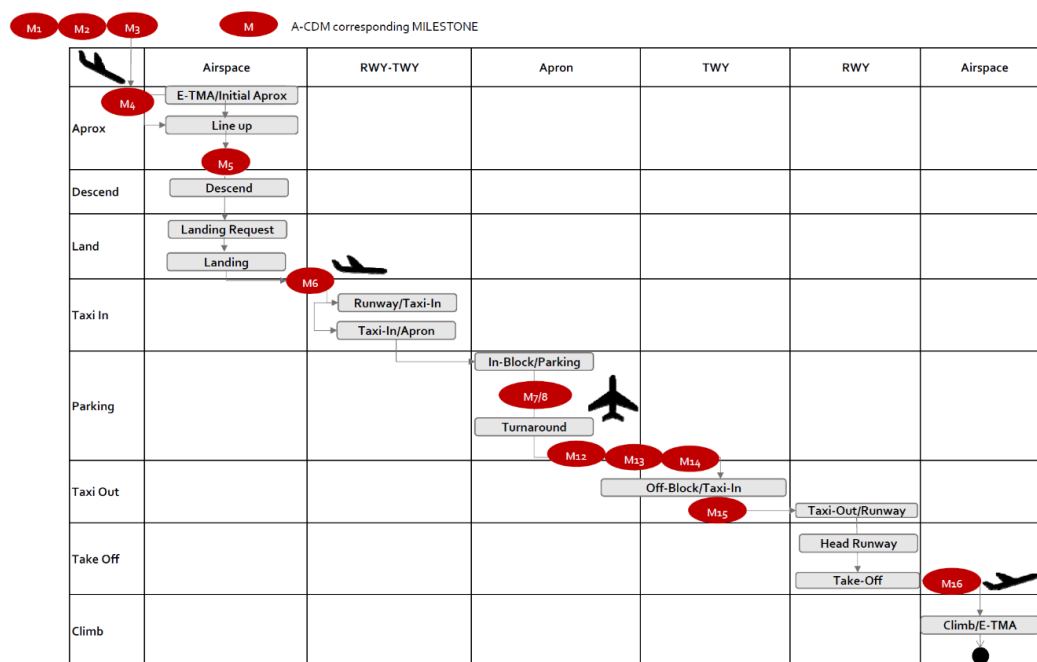 M1 M2 M3 M A-CDM corresponding MILESTONE
Airspace RWY-TWY Apron TWY RWY Airspace
M4 E-TMA/Initial Aprox
Aprox Line up
M5
Descend Descend
Landing Request
Land
Landing
M6
Runway/Taxi-In
Taxi In
Taxi-In/Apron
In-Block/Parking
M7/8
Parking
Turnaround
M12 M13 M14
Off-Block/Taxi-In
Taxi Out
M15 Taxi-Out/Runway
Head Runway
Take Off
Take-Off M16
Climb/E-TMA
Climb